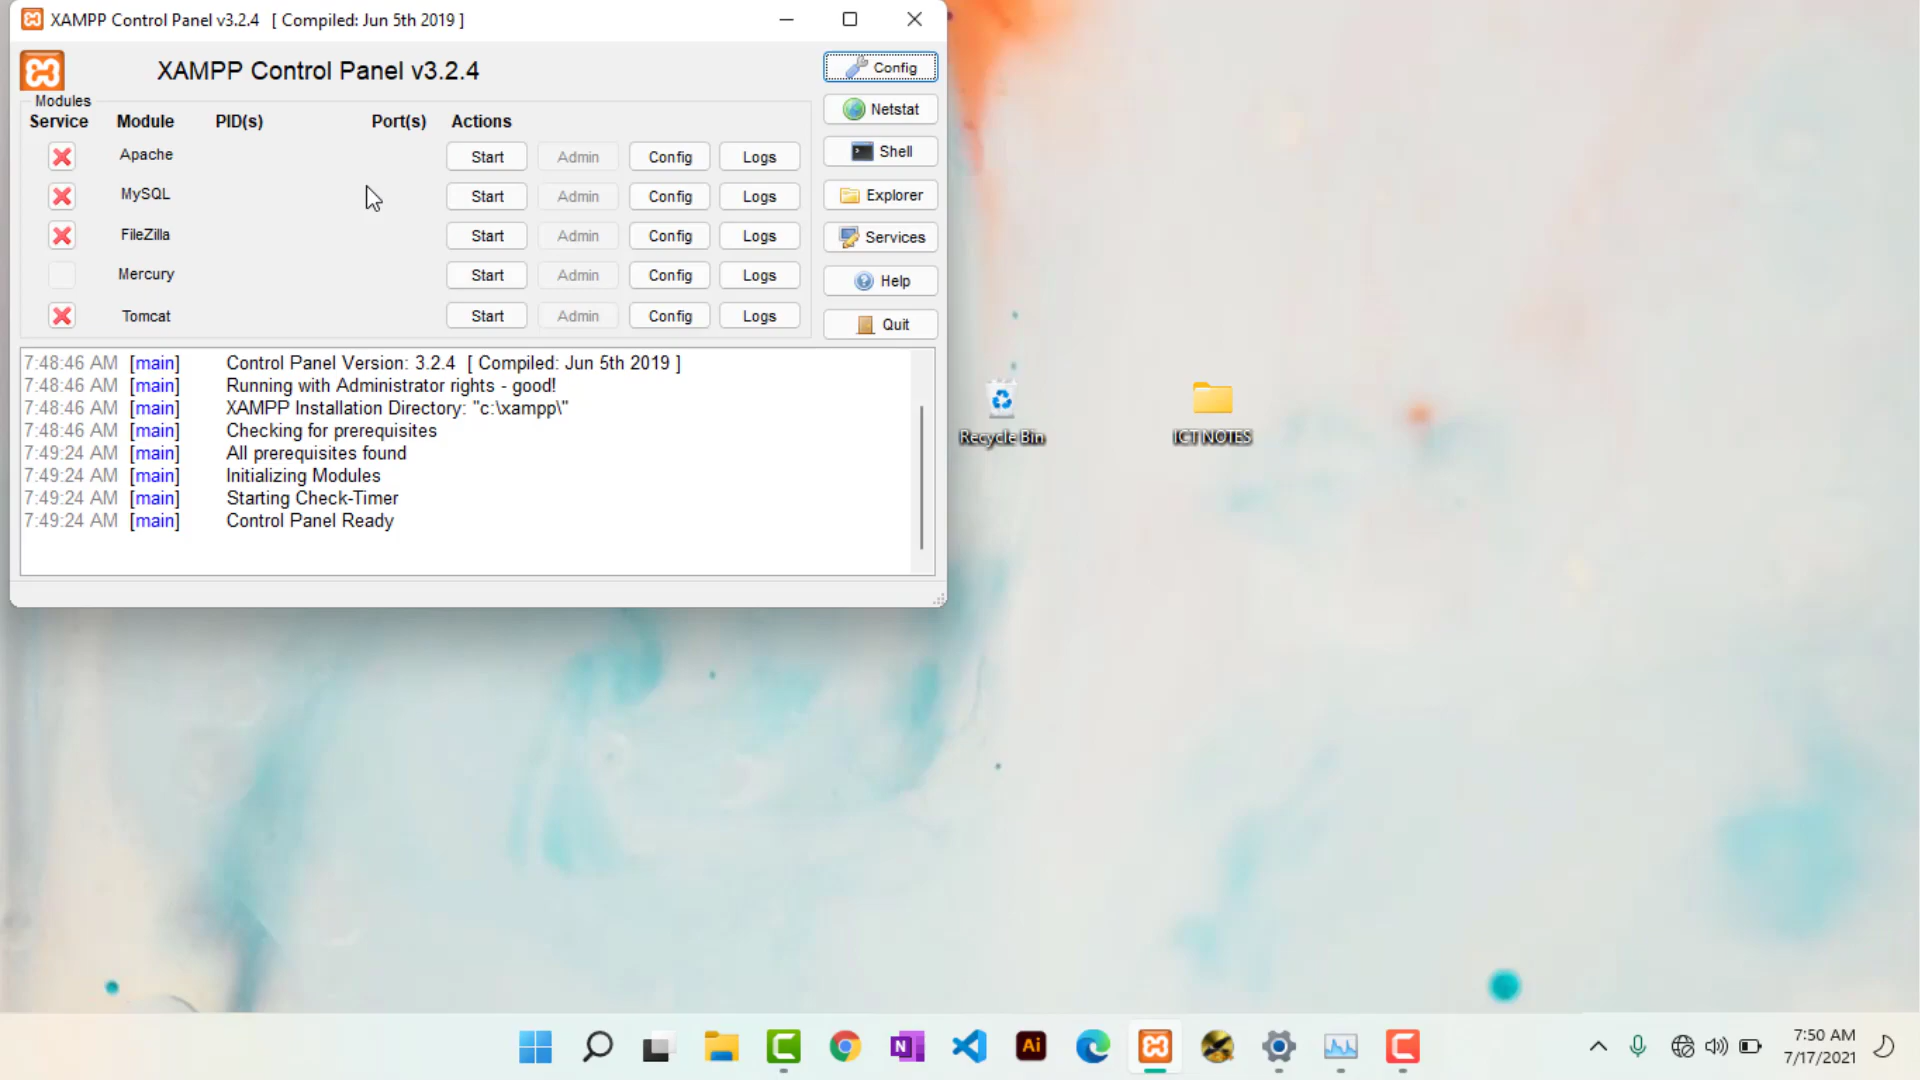 XAMPP Control Panel v3.2.4 [ Compiled: Jun 5th 2019 ]
XAMPP Control Panel v3.2.4
Config
Modules
Service Module PID(s) Port(s) Actions
Netstat
Apache Start Admin Config Logs
Shell
MySQL Start Admin Config Logs
Explorer
FileZilla Start Admin Config Logs
Services
Mercury Start Admin Config Logs
Help
Tomcat Start Admin Config Logs
Quit
7:48:46 AM [main] Control Panel Version: 3.2.4 [ Compiled: Jun 5th 2019 ]
7:48:46 AM [main] Running with Administrator rights - good!
7:48:46 AM [main] XAMPP Installation Directory: "c:\xampp\"
7:48:46 AM [main] Checking for prerequisites
7:49:24 AM [main] All prerequisites found
7:49:24 AM [main] Initializing Modules
7:49:24 AM [main] Starting Check-Timer
7:49:24 AM [main] Control Panel Ready
Recycle Bin
ICT NOTES
N
Ai
7:50 AM
7/17/2021